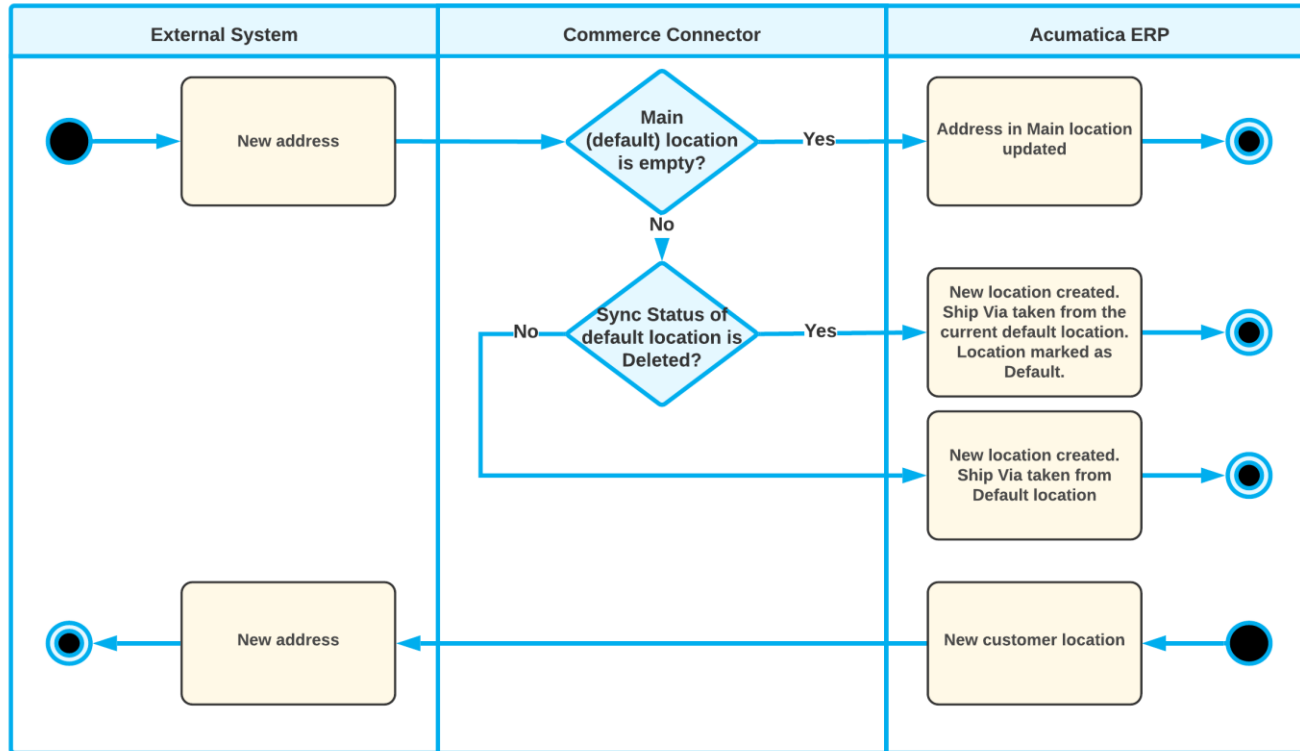 External System
Commerce Connector
Acumatica ERP
New address
Main
(default) location
is empty?
Yes
Address in Main location
updated
No
Sync Status of
default location is
Deleted?
No
Yes
New location created.
Ship Via taken from the
current default location.
Location marked as
Default.
New location created.
Ship Via taken from
Default location
New address
New customer location